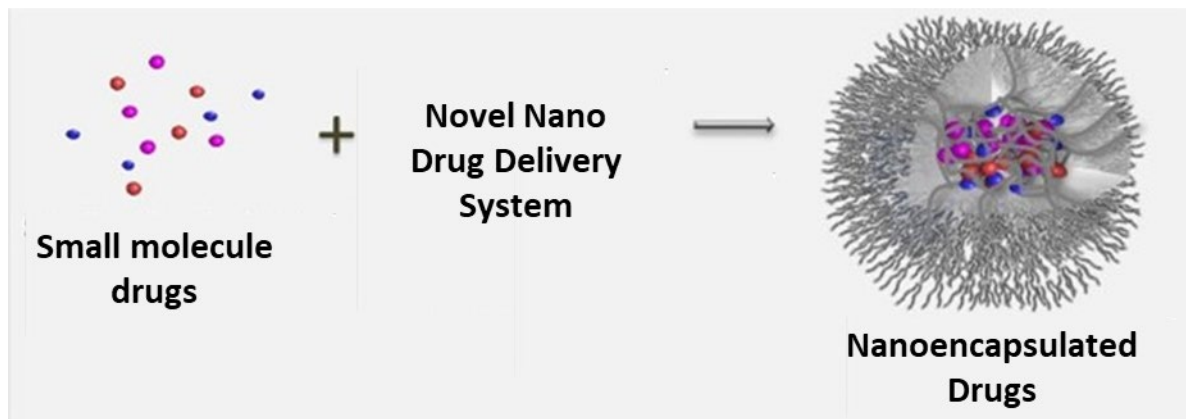 Small molecule
drugs
+
Novel Nano
Drug Delivery
System
Nanoencapsulated
Drugs